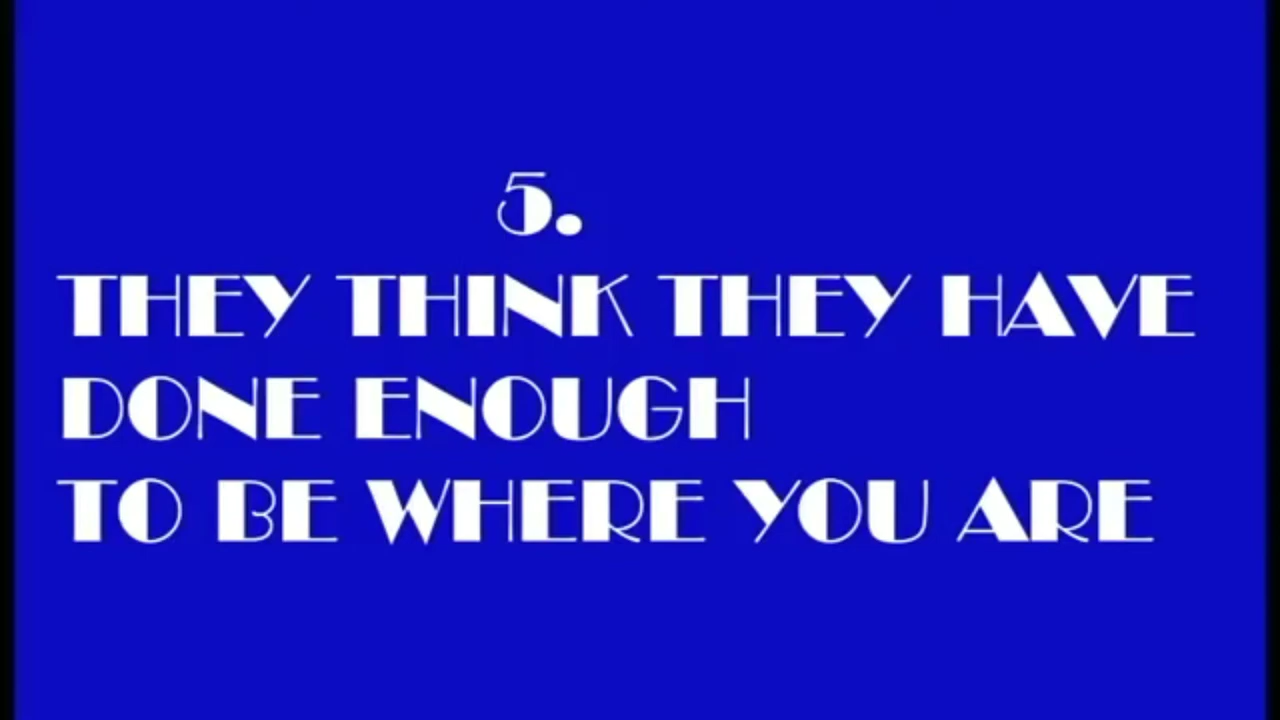 5.
THEY THINK THEY HAVE
DONE ENOUGH
TO BE WHERE YOU ARE